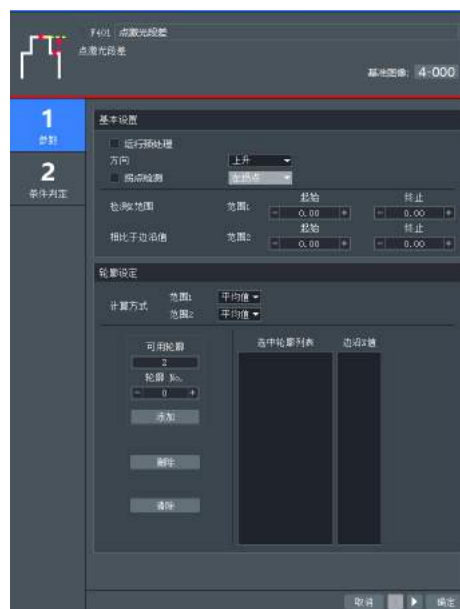 F401 点激光段差
点激光段差
基准图像: 4-000
1
参数
2
条件判定
基本设置
运行预处理
方向 上升
拐点检测 左拐点
起始 终止
检测X范围 范围1 - 0.00 + - 0.00 +
起始 终止
相比于边沿值 范围2 - 0.00 + - 0.00 +
轮廓设定
计算方式 范围1 平均值
范围2 平均值
可用轮廓 选中轮廓列表 边沿X值
2
轮廓 No.
- 0 +
添加
删除
清除
取消 确定